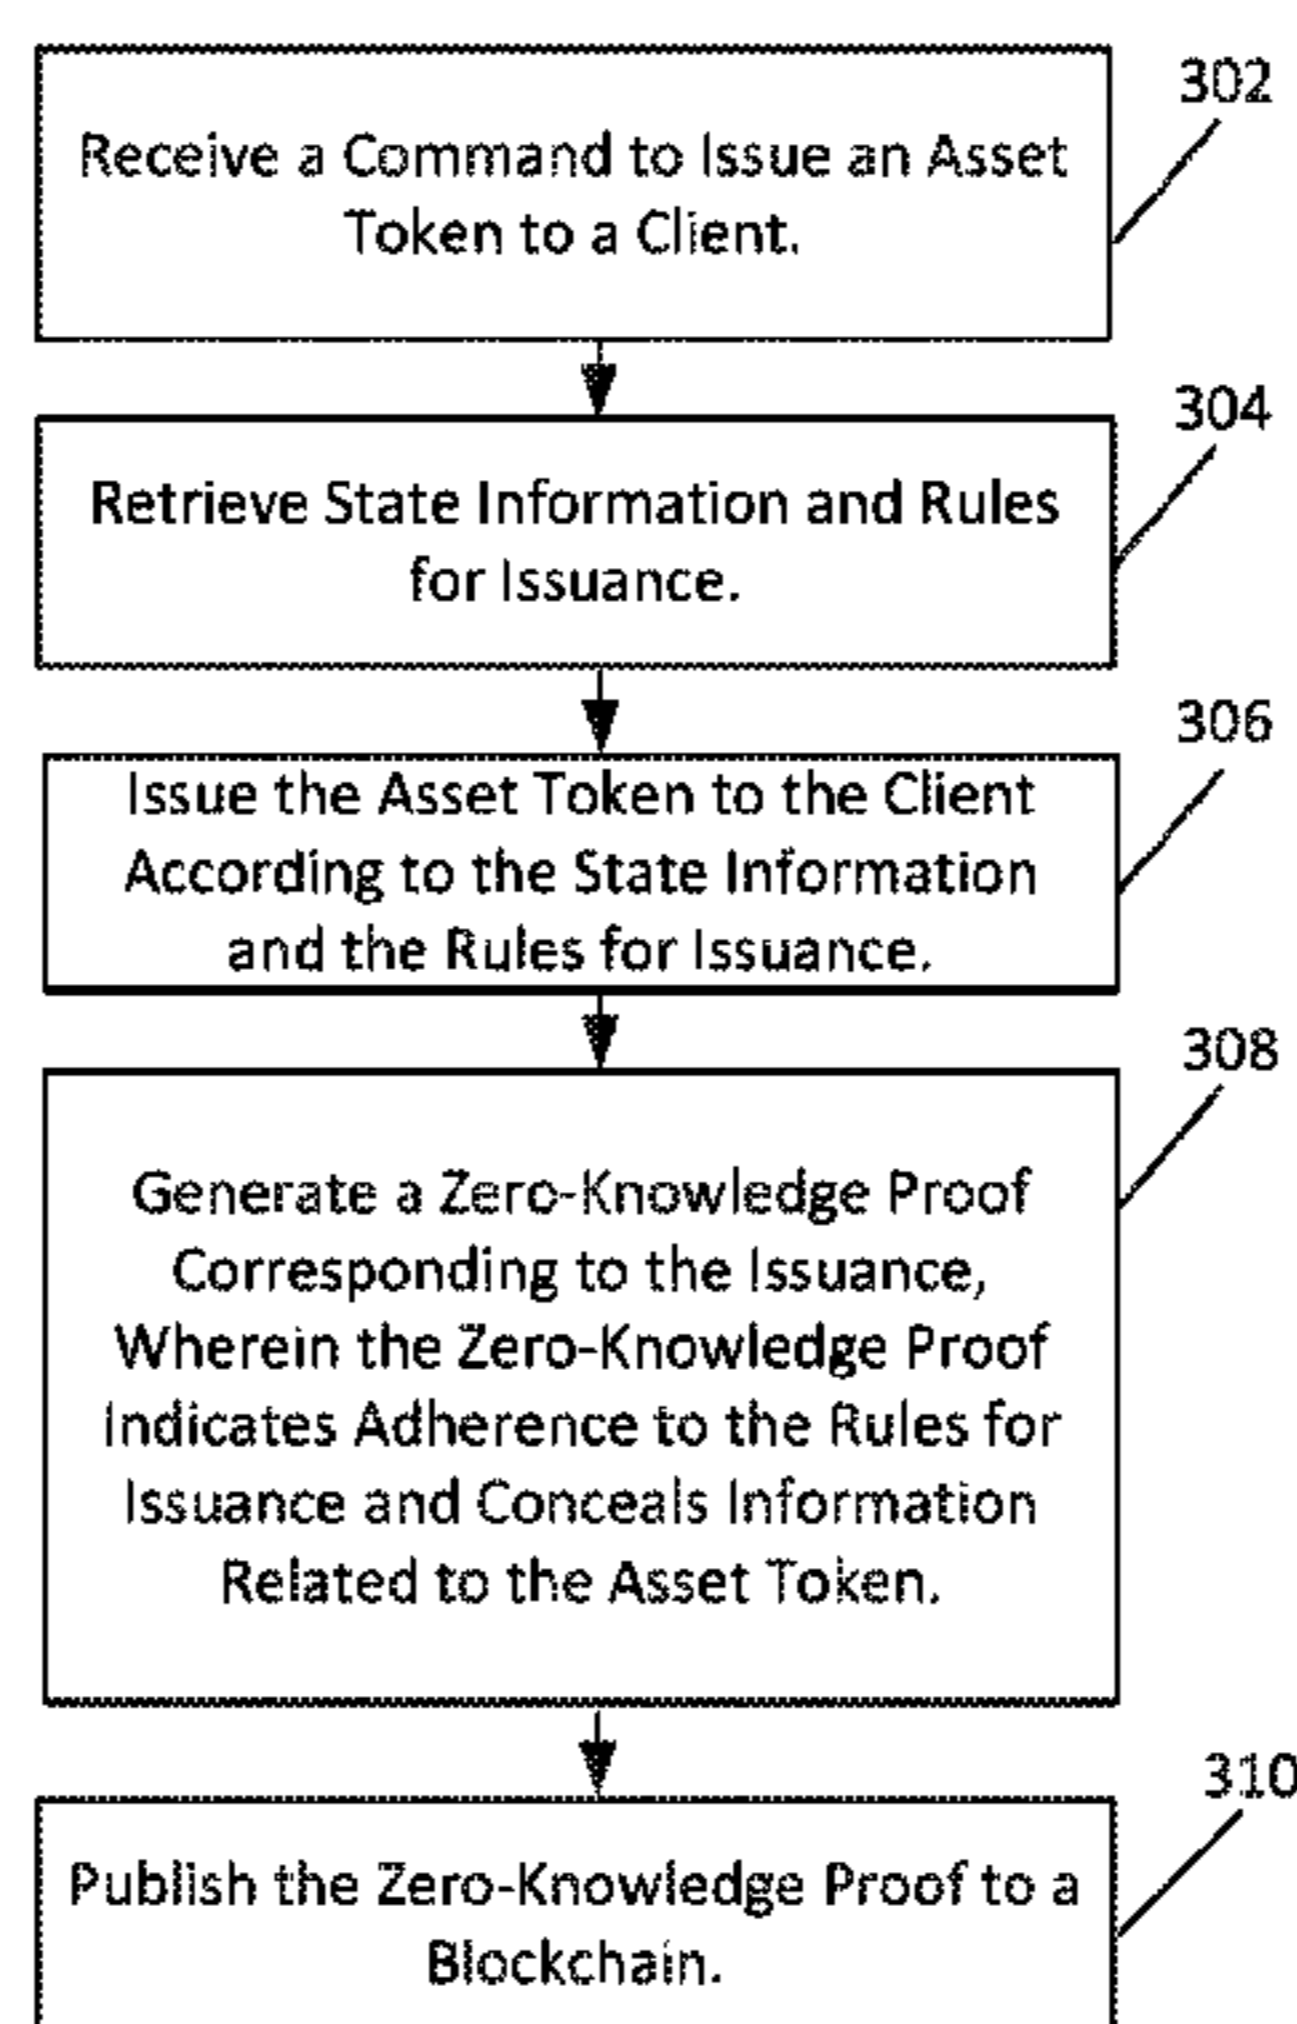 302
Receive a Command to Issue an Asset
Token to a Client.
304
Retrieve State Information and Rules
for Issuance.
306
Issue the Asset Token to the Client
According to the State Information
and the Rules for Issuance.
308
Generate a Zero-Knowledge Proof
Corresponding to the Issuance,
Wherein the Zero-Knowledge Proof
Indicates Adherence to the Rules for
Issuance and Conceals Information
Related to the Asset Token.
310
Publish the Zero-Knowledge Proof to a
Blockchain.